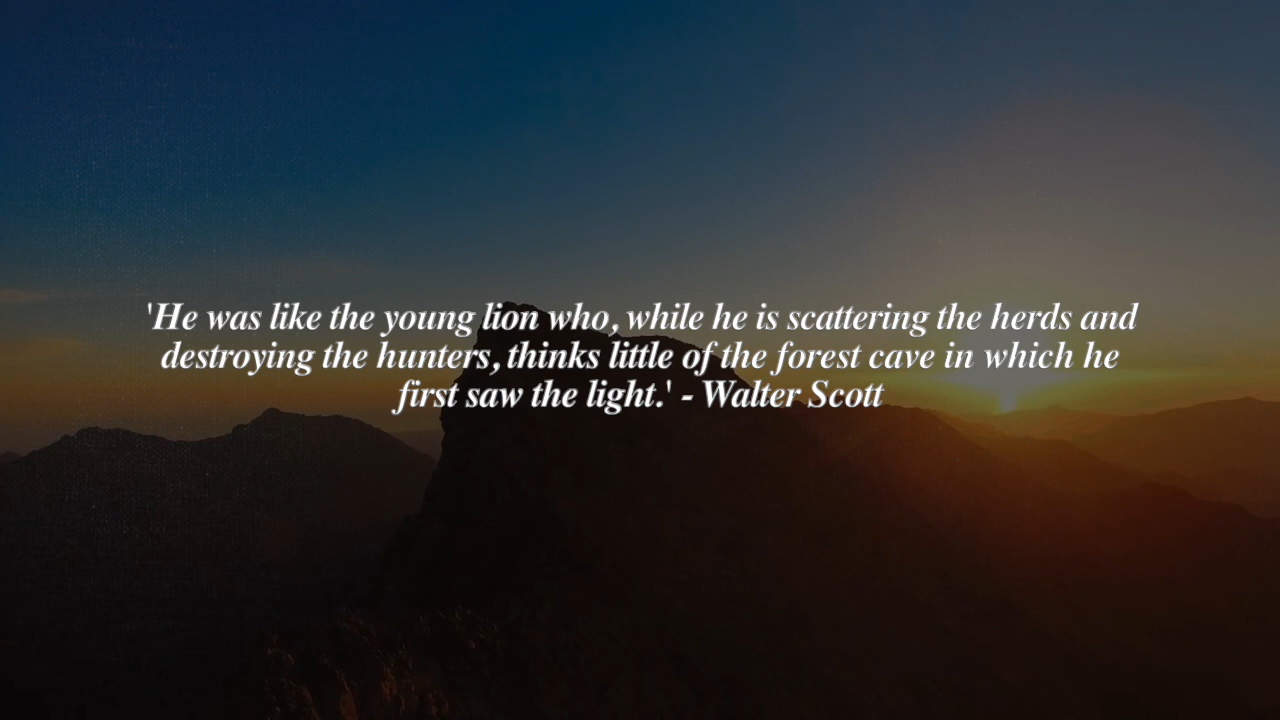 'He was like the young lion who, while he is scattering the herds and
destroying the hunters, thinks little of the forest cave in which he
first saw the light.' - Walter Scott